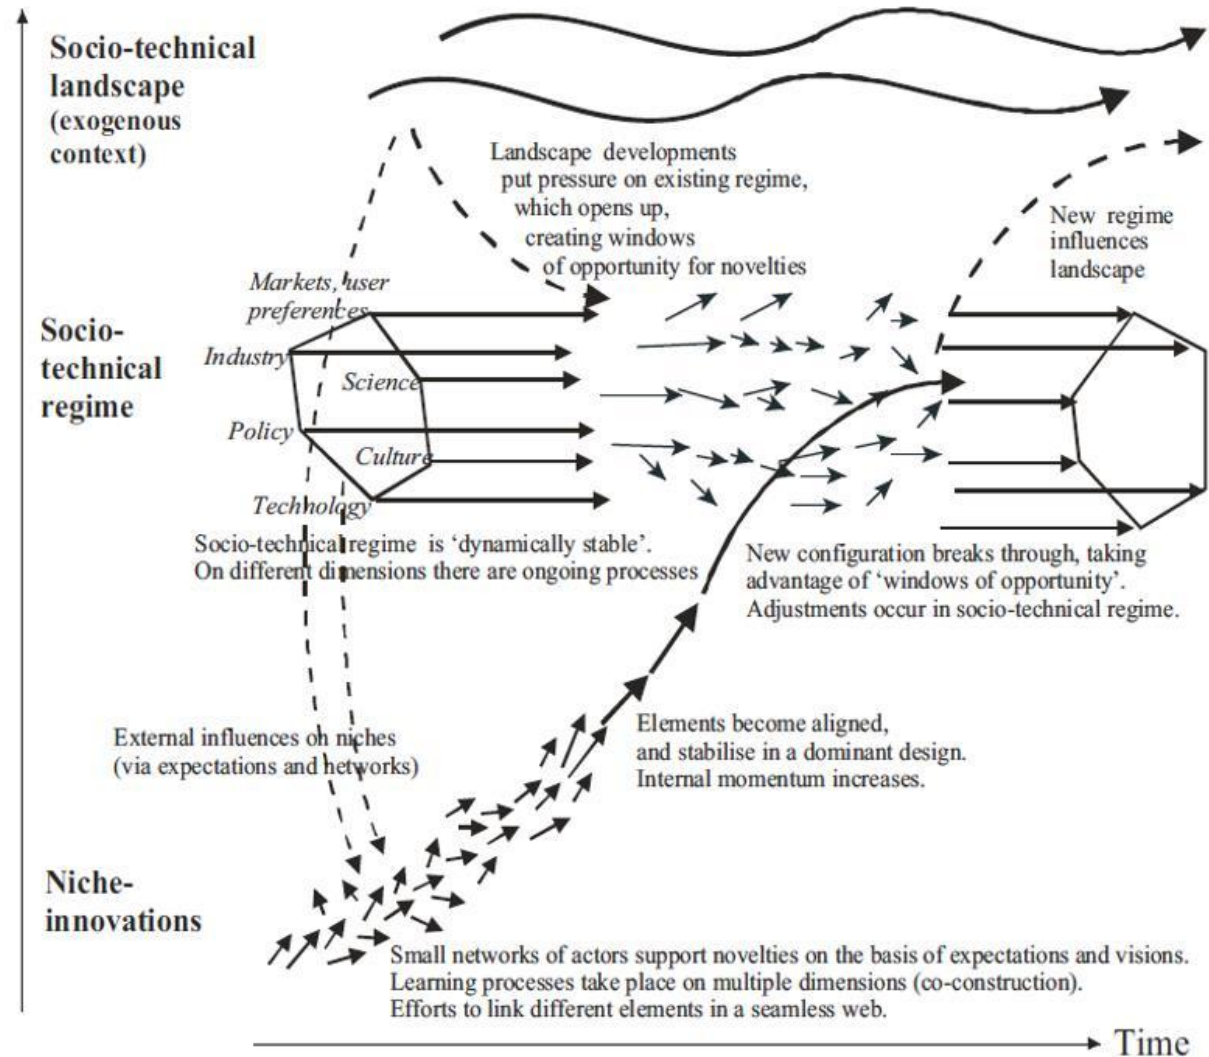 Socio-technical
landscape
(exogenous
context)
Landscape developments
put pressure on existing regime,
which opens up,
creating windows
of opportunity for novelties
New regime
influences
landscape
Markets, user
preferences
Industry
Science
Policy
Culture
Technology
Socio-
technical
regime
Socio-technical regime is ‘dynamically stable’.
On different dimensions there are ongoing processes
New configuration breaks through, taking
advantage of ‘windows of opportunity’.
Adjustments occur in socio-technical regime.
External influences on niches
(via expectations and networks)
Elements become aligned,
and stabilise in a dominant design.
Internal momentum increases.
Niche-
innovations
Small networks of actors support novelties on the basis of expectations and visions.
Learning processes take place on multiple dimensions (co-construction).
Efforts to link different elements in a seamless web.
Time